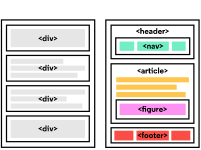 <div>
<div>
<div>
<div>
<header>
<nav>
<article>
<figure>
<footer>